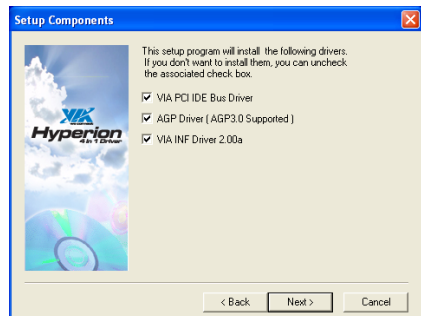 Setup Components
This setup program will install the following drivers.
If you don't want to install them, you can uncheck
the associated check box.
VIA PCI IDE Bus Driver
AGP Driver ( AGP3.0 Supported )
VIA INF Driver 2.00a
VIA
Hyperion
4 in 1 Driver
< Back
Next >
Cancel